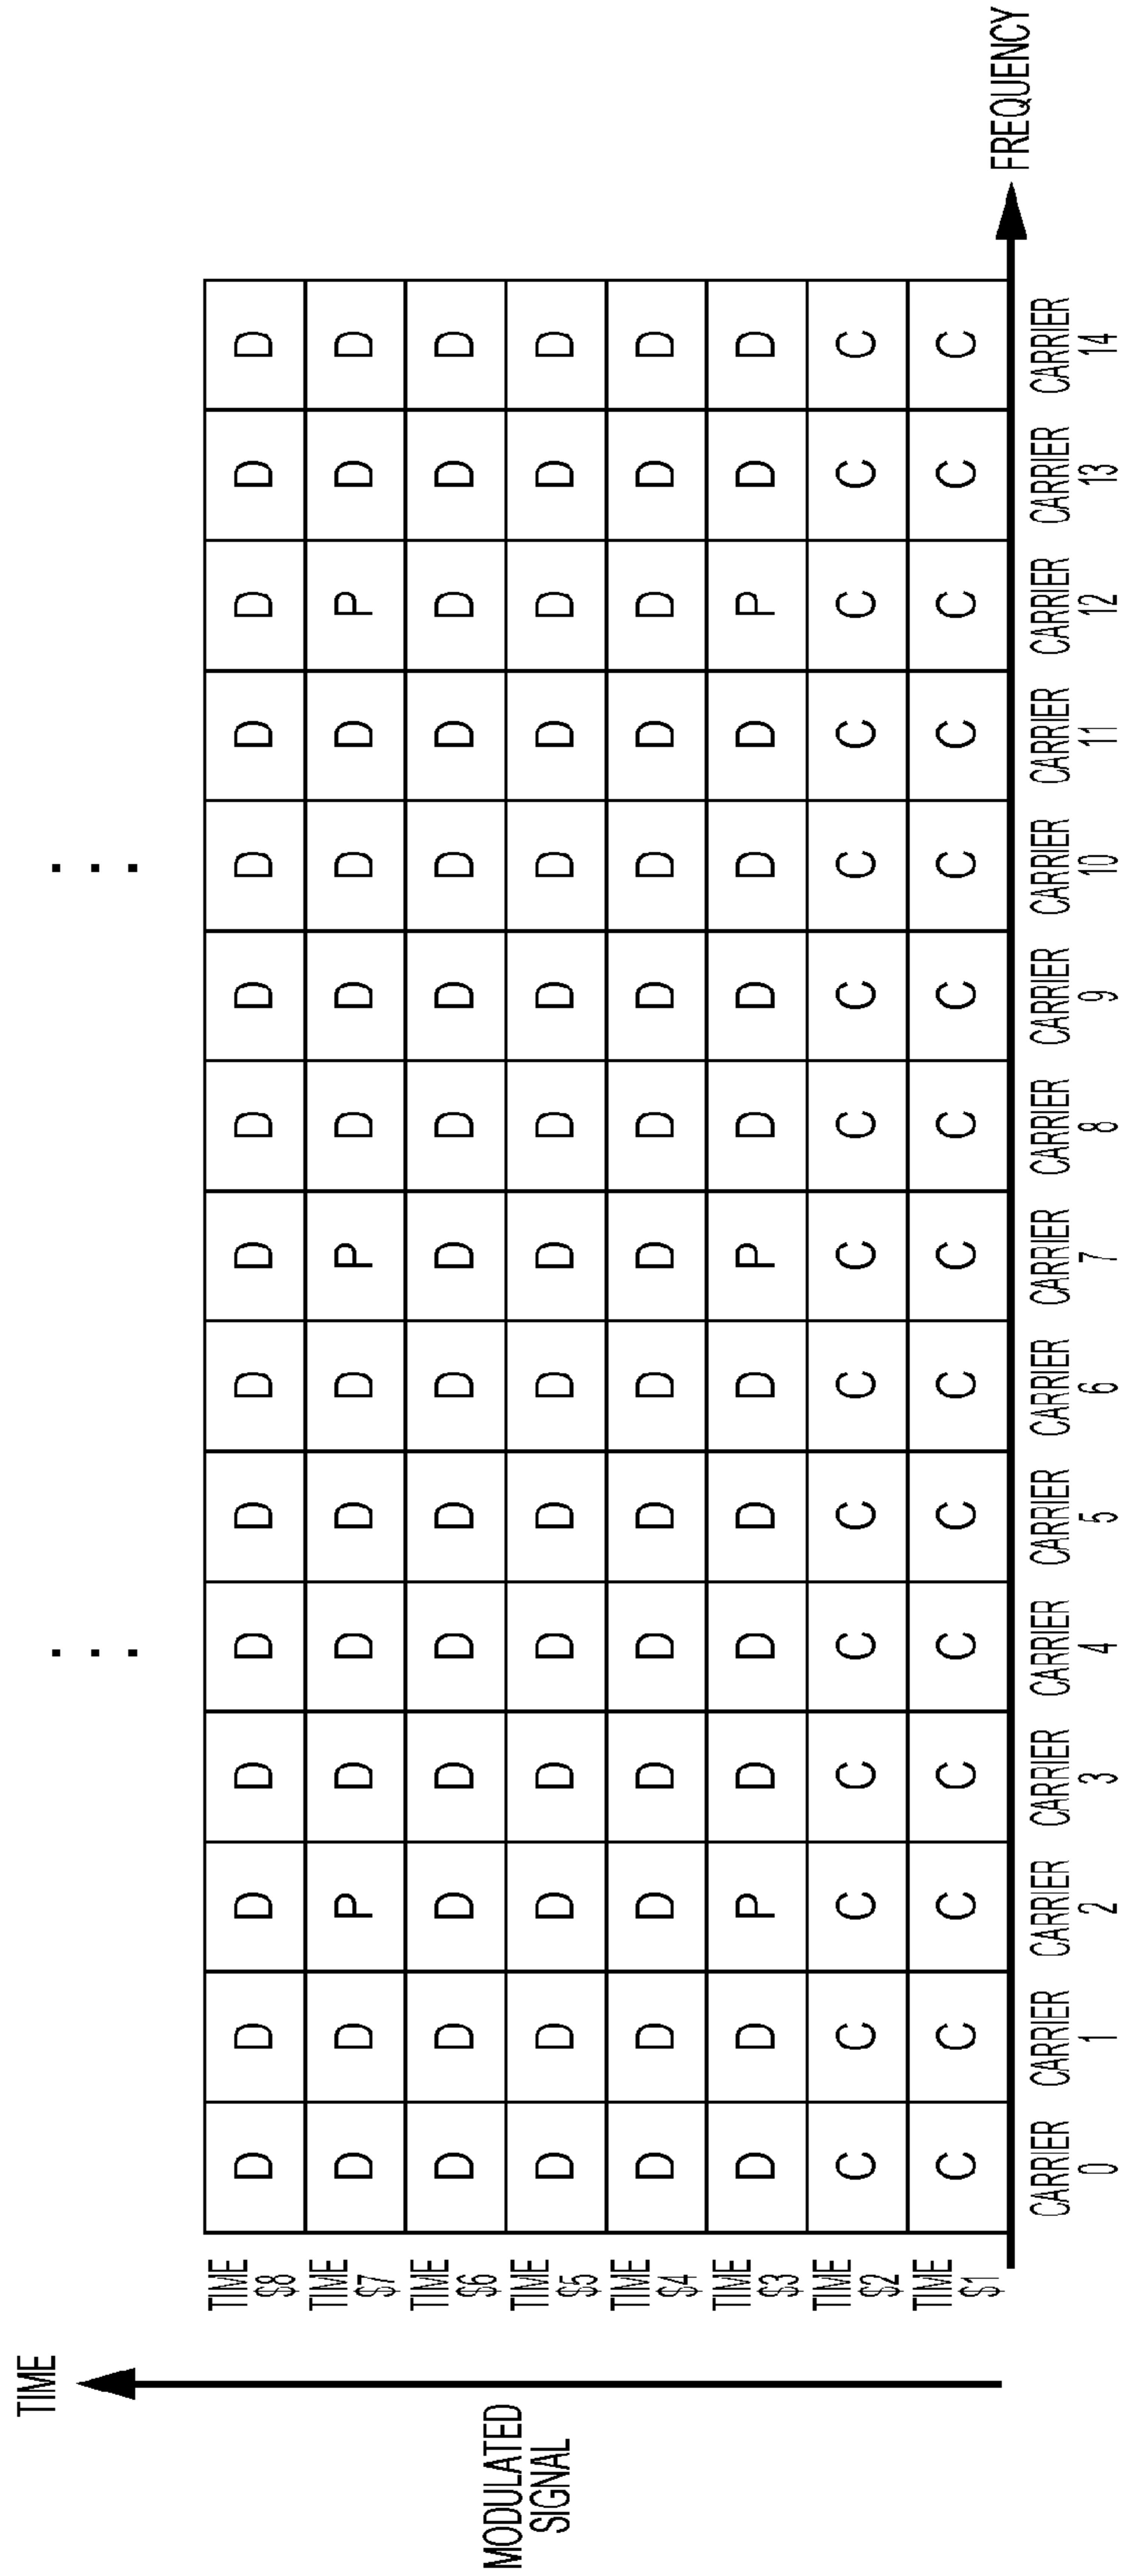 TIME
... ...
MODULATED
SIGNAL
TIME
$8 D D D D D D D D D D D D D D D
TIME
$7 D D P D D D D P D D D D P D D
TIME
$6 D D D D D D D D D D D D D D D
TIME
$5 D D D D D D D D D D D D D D D
TIME
$4 D D D D D D D D D D D D D D D
TIME
$3 D D P D D D D P D D D D P D D
TIME
$2 C C C C C C C C C C C C C C C
TIME
$1 C C C C C C C C C C C C C C C
FREQUENCY
CARRIER CARRIER CARRIER CARRIER CARRIER CARRIER CARRIER CARRIER CARRIER CARRIER CARRIER CARRIER CARRIER CARRIER CARRIER
0 1 2 3 4 5 6 7 8 9 10 11 12 13 14